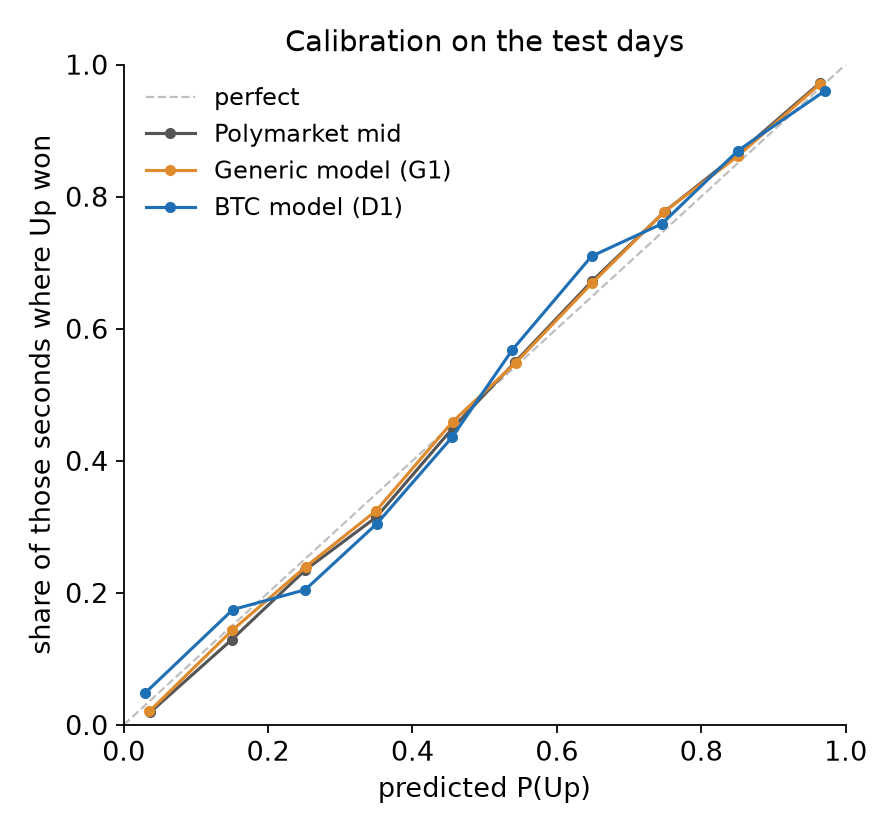 Calibration on the test days
1.0
0.8
0.6
0.4
0.2
0.0
share of those seconds where Up won
perfect
Polymarket mid
Generic model (G1)
BTC model (D1)
0.0 0.2 0.4 0.6 0.8 1.0
predicted P(Up)